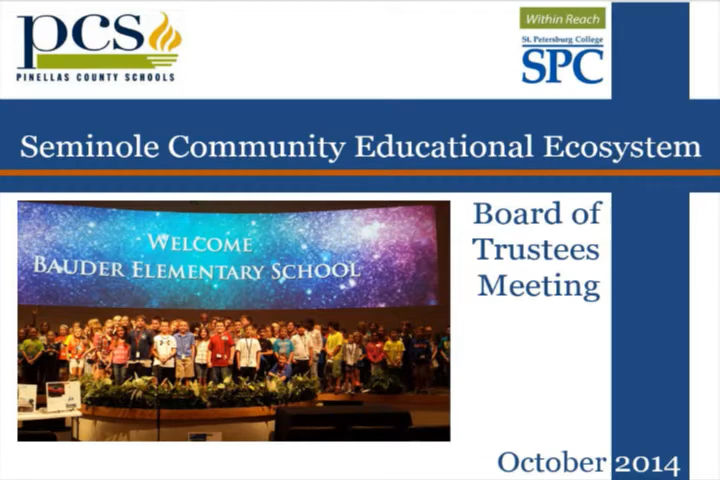 pcs
PINELLAS COUNTY SCHOOLS
Within Reach
St. Petersburg College
SPC
Seminole Community Educational Ecosystem
WELCOME
BAUDER ELEMENTARY SCHOOL
Board of
Trustees
Meeting
October 2014